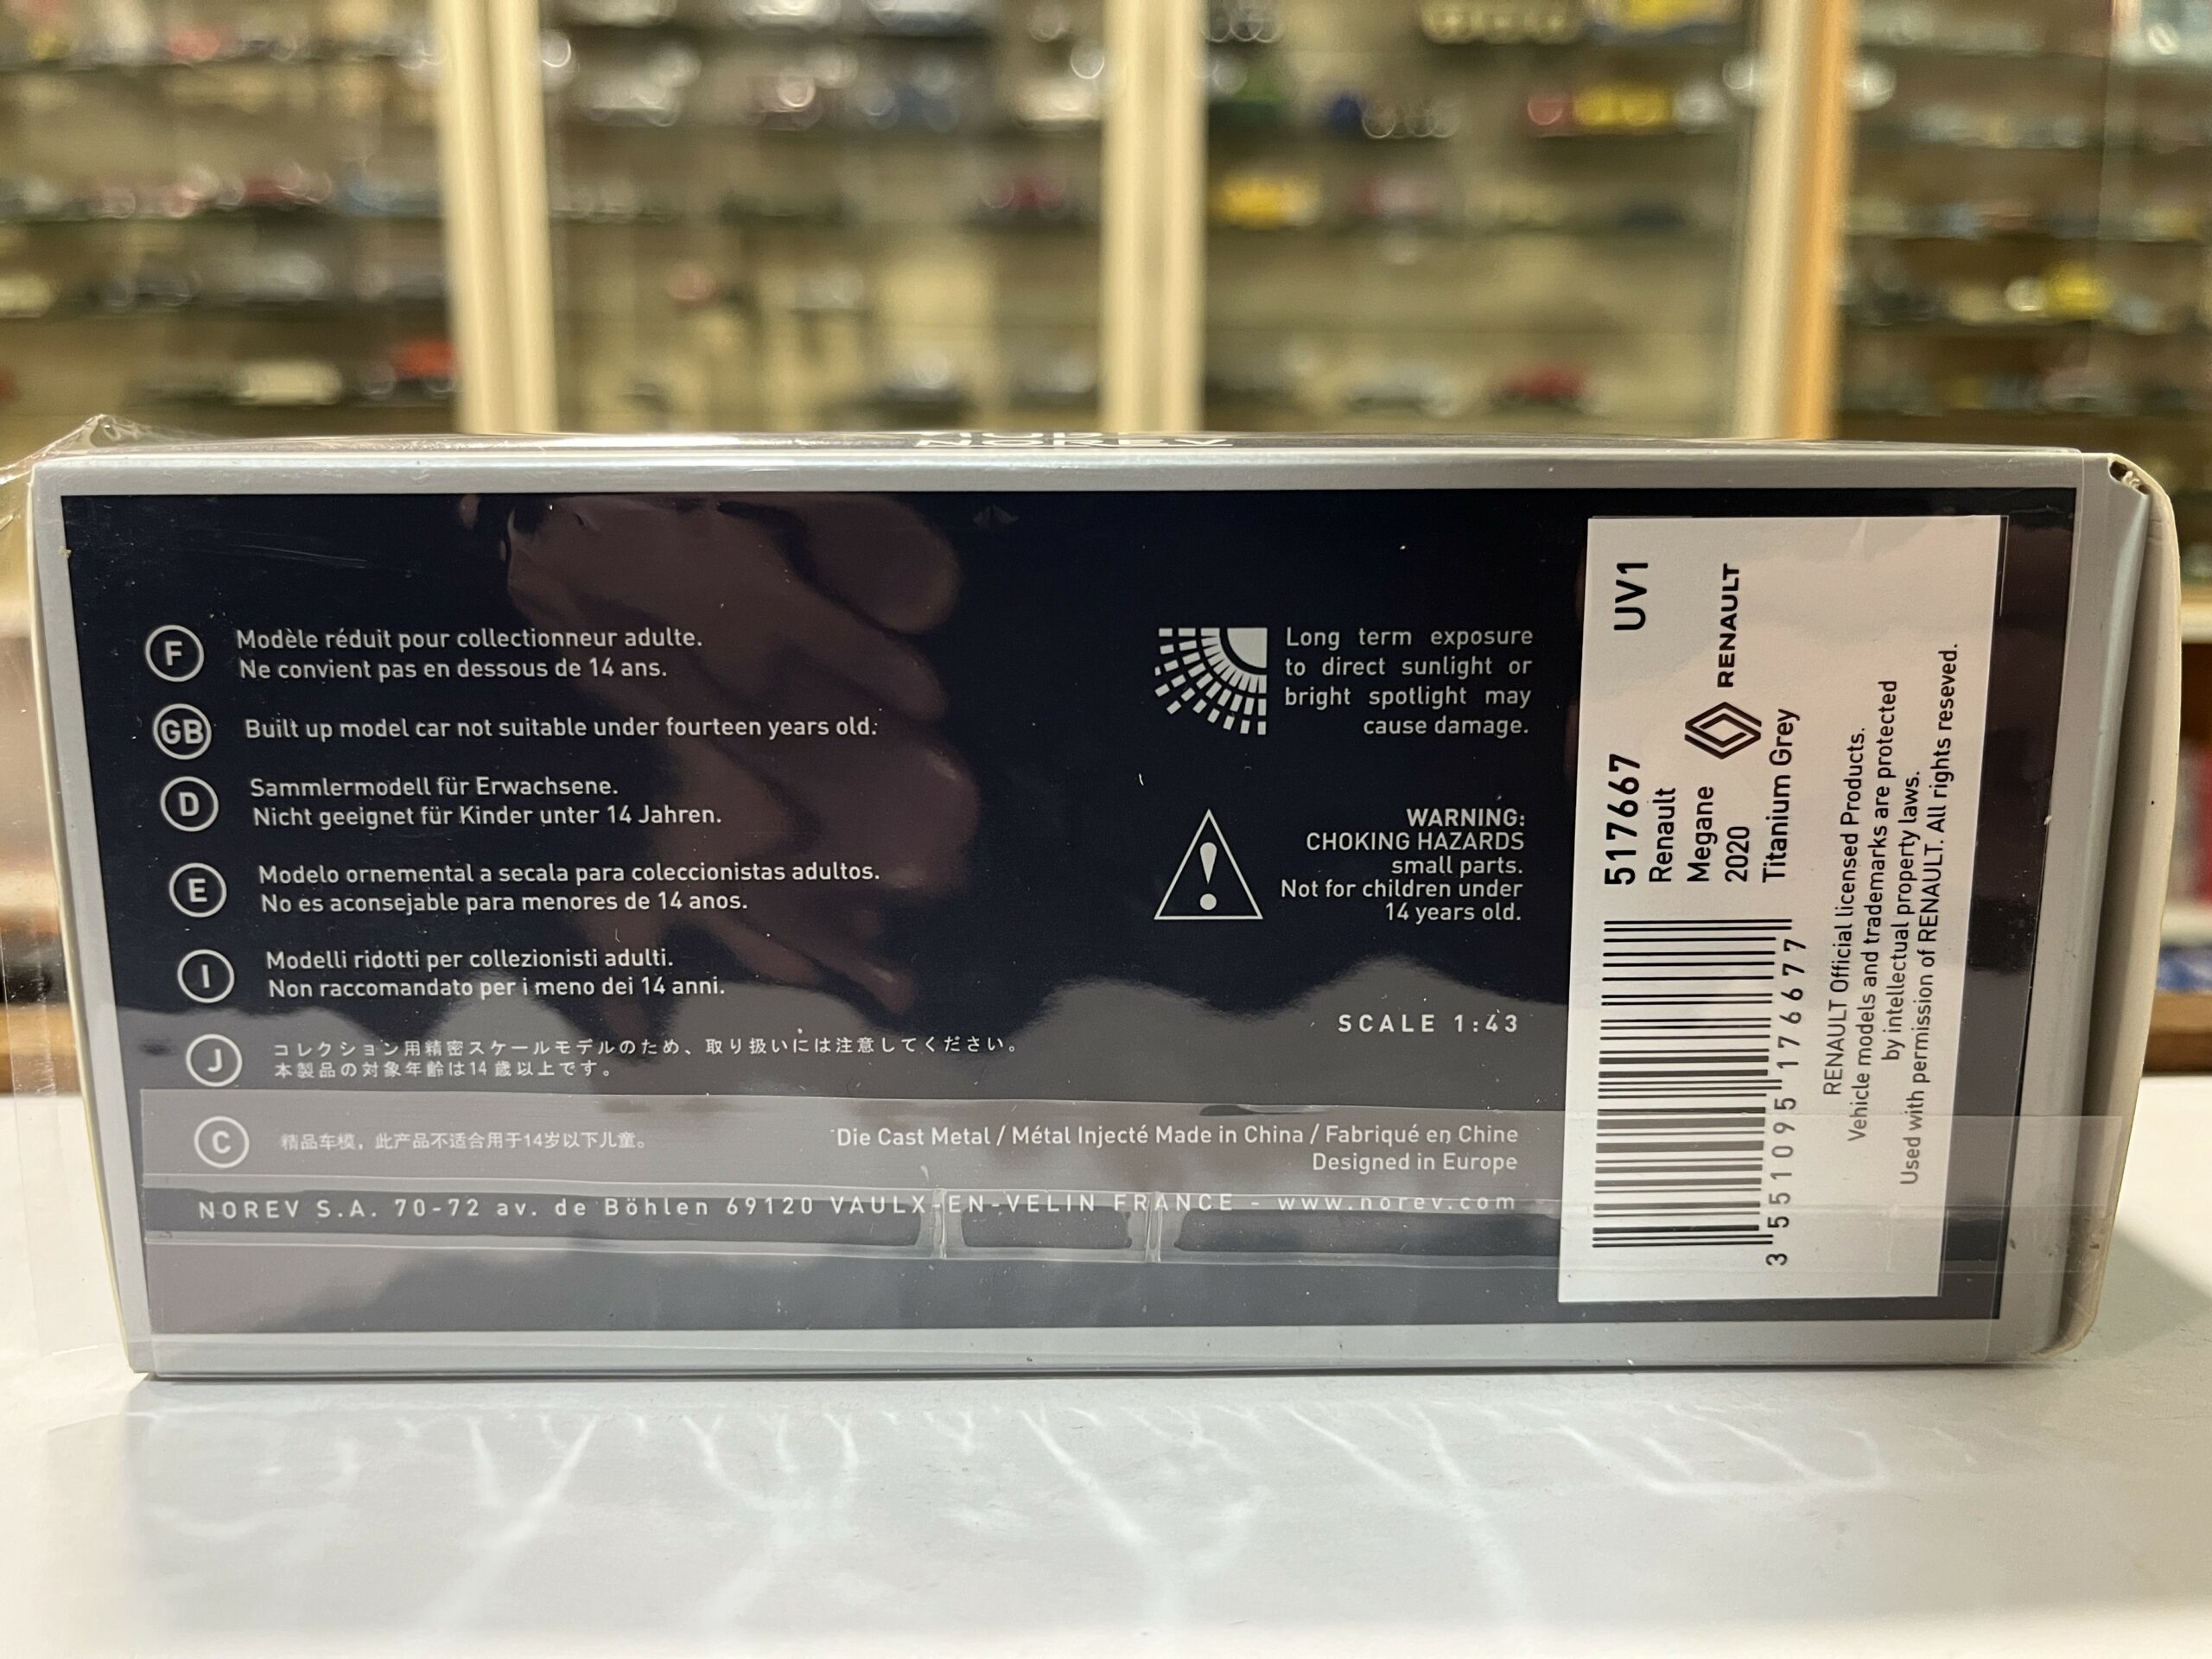 NOREV
F
Modèle réduit pour collectionneur adulte.
Ne convient pas en dessous de 14 ans.
GB
Built up model car not suitable under fourteen years old.
D
Sammlermodell für Erwachsene.
Nicht geeignet für Kinder unter 14 Jahren.
E
Modelo ornemental a secala para coleccionistas adultos.
No es aconsejable para menores de 14 anos.
I
Modelli ridotti per collezionisti adulti.
Non raccomandato per i meno dei 14 anni.
J
コレクション用精密スケールモデルのため、取り扱いには注意してください。
本製品の対象年齢は14歳以上です。
C
精品车模，此产品不适合用于14岁以下儿童。
Long term exposure
to direct sunlight or
bright spotlight may
cause damage.
WARNING:
CHOKING HAZARDS
small parts.
Not for children under
14 years old.
SCALE 1:43
Die Cast Metal / Métal Injecté Made in China / Fabriqué en Chine
Designed in Europe
NOREV S.A. 70-72 av. de Böhlen 69120 VAULX-EN-VELIN FRANCE - www.norev.com
517667 UV1
Renault
Megane
2020
Titanium Grey
RENAULT
3 551095 176677
RENAULT Official licensed Products.
Vehicle models and trademarks are protected
by intellectual property laws.
Used with permission of RENAULT. All rights reseved.